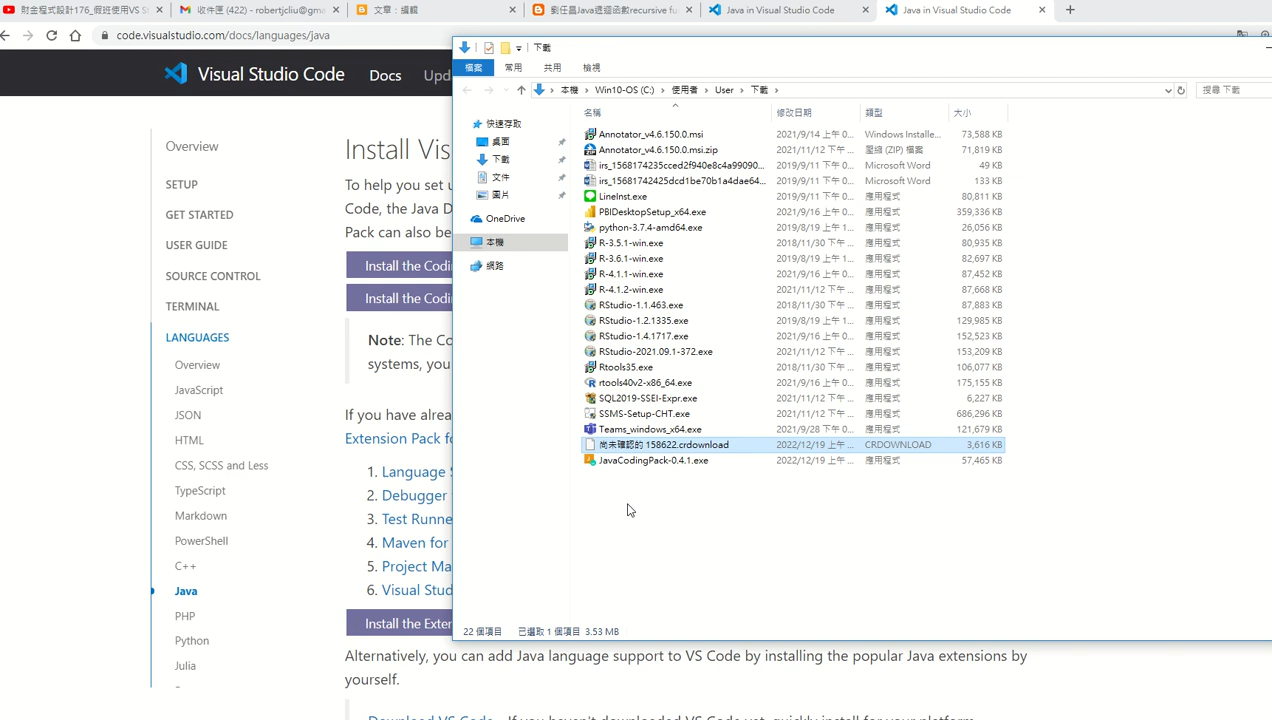 財金程式設計176_假班使用VS S
收件匣 (422) - robertjcliu@gma
文章：編輯
劉任昌Java遞迴函數recursive fu
Java in Visual Studio Code
Java in Visual Studio Code
code.visualstudio.com/docs/languages/java
Visual Studio Code
Docs
Upd
Overview
SETUP
GET STARTED
USER GUIDE
SOURCE CONTROL
TERMINAL
LANGUAGES
Overview
JavaScript
JSON
HTML
CSS, SCSS and Less
TypeScript
Markdown
PowerShell
C++
Java
PHP
Python
Julia
Install Vis
To help you set u
Code, the Java D
Pack can also be
Install the Codi
Install the Codi
Note: The Co
systems, you
If you have alrea
Extension Pack fo
1. Language S
2. Debugger
3. Test Runne
4. Maven for
5. Project Ma
6. Visual Stud
Install the Exter
Alternatively, you can add Java language support to VS Code by installing the popular Java extensions by
yourself.
Download VS Code - If you haven't downloaded VS Code yet, quickly install for your platform
下載
檔案 常用 共用 檢視
本機 > Win10-OS (C:) > 使用者 > User > 下載 >
搜尋 下載
快速存取
桌面
下載
文件
圖片
OneDrive
本機
網路
名稱 修改日期 類型 大小
Annotator_v4.6.150.0.msi 2021/9/14 上午 0... Windows Installe... 73,588 KB
Annotator_v4.6.150.0.msi.zip 2021/11/12 下午 ... 壓縮 (ZIP) 檔案 71,819 KB
irs_1568174235cced2f940e8c4a99090... 2019/9/11 下午 0... Microsoft Word 49 KB
irs_15681742425dcd1be70b1a4dae64... 2019/9/11 下午 0... Microsoft Word 133 KB
LineInst.exe 2019/9/11 下午 0... 應用程式 80,811 KB
PBIDesktopSetup_x64.exe 2021/9/16 上午 0... 應用程式 359,336 KB
python-3.7.4-amd64.exe 2019/8/19 上午 1... 應用程式 26,056 KB
R-3.5.1-win.exe 2018/11/30 下午 ... 應用程式 80,935 KB
R-3.6.1-win.exe 2019/8/19 上午 1... 應用程式 82,697 KB
R-4.1.1-win.exe 2021/9/16 上午 0... 應用程式 87,452 KB
R-4.1.2-win.exe 2021/11/12 下午 ... 應用程式 87,668 KB
RStudio-1.1.463.exe 2018/11/30 下午 ... 應用程式 87,883 KB
RStudio-1.2.1335.exe 2019/8/19 上午 1... 應用程式 129,985 KB
RStudio-1.4.1717.exe 2021/9/16 上午 0... 應用程式 152,523 KB
RStudio-2021.09.1-372.exe 2021/11/12 下午 ... 應用程式 153,209 KB
Rtools35.exe 2018/11/30 下午 ... 應用程式 106,077 KB
rtools40v2-x86_64.exe 2021/9/16 上午 0... 應用程式 175,155 KB
SQL2019-SSEI-Expr.exe 2021/11/12 下午 ... 應用程式 6,227 KB
SSMS-Setup-CHT.exe 2021/11/12 下午 ... 應用程式 686,296 KB
Teams_windows_x64.exe 2021/9/28 下午 0... 應用程式 121,679 KB
尚未確認的 158622.crdownload 2022/12/19 上午 ... CRDOWNLOAD 3,616 KB
JavaCodingPack-0.4.1.exe 2022/12/19 上午 ... 應用程式 57,465 KB
22 個項目 已選取 1 個項目 3.53 MB